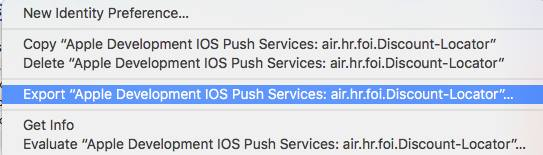 New Identity Preference...
Copy “Apple Development IOS Push Services: air.hr.foi.Discount-Locator”
Delete “Apple Development IOS Push Services: air.hr.foi.Discount-Locator”
Export “Apple Development IOS Push Services: air.hr.foi.Discount-Locator”...
Get Info
Evaluate “Apple Development IOS Push Services: air.hr.foi.Discount-Locator”...